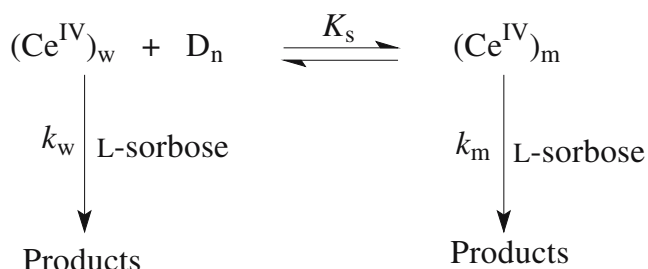 K_s
(Ce^IV)_w + D_n (Ce^IV)_m
k_w L-sorbose k_m L-sorbose
Products Products